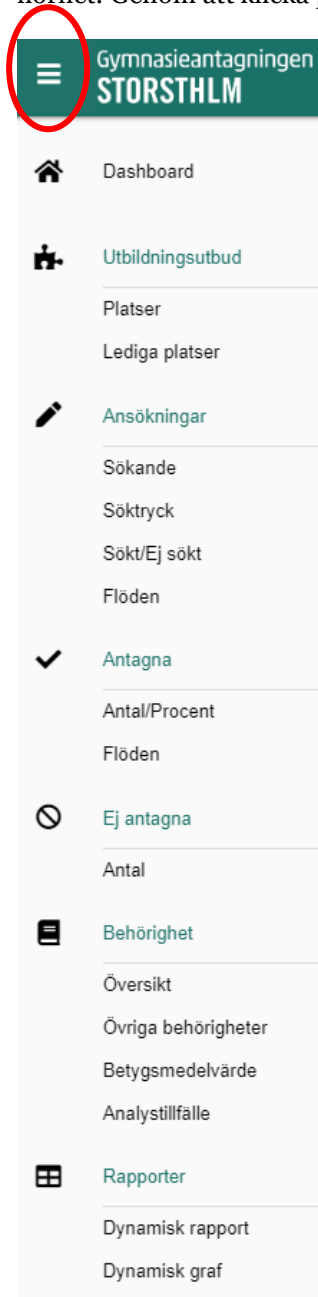 Gymnasieantagningen
STORSTHLM
Dashboard
Utbildningsutbud
Platser
Lediga platser
Ansökningar
Sökande
Söktryck
Sökt/Ej sökt
Flöden
Antagna
Antal/Procent
Flöden
Ej antagna
Antal
Behörighet
Översikt
Övriga behörigheter
Betygsmedelvärde
Analystillfälle
Rapporter
Dynamisk rapport
Dynamisk graf